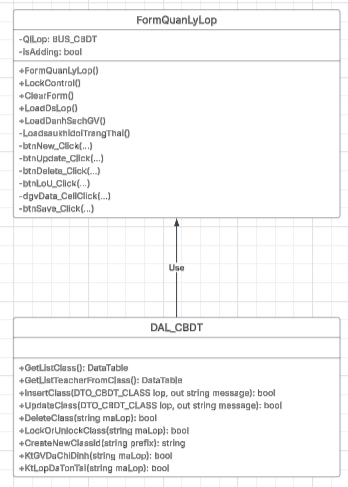 FormQuanLyLop
-QlLop: BUS_CBDT
-isAdding: bool
+FormQuanLyLop()
+LockControl()
+ClearForm()
+LoadDsLop()
+LoadDanhSachGV()
-LoadsaukhidoiTrangThai()
-btnNew_Click(...)
-btnUpdate_Click(...)
-btnDelete_Click(...)
-btnLoU_Click(...)
-dgvData_CellClick(...)
-btnSave_Click(...)
Use
DAL_CBDT
+GetListClass(): DataTable
+GetListTeacherFromClass(): DataTable
+InsertClass(DTO_CBDT_CLASS lop, out string message): bool
+UpdateClass(DTO_CBDT_CLASS lop, out string message): bool
+DeleteClass(string maLop): bool
+LockOrUnlockClass(string maLop): bool
+CreateNewClassId(string prefix): string
+KtGVDaChiDinh(string maLop): bool
+KtLopDaTonTai(string maLop): bool